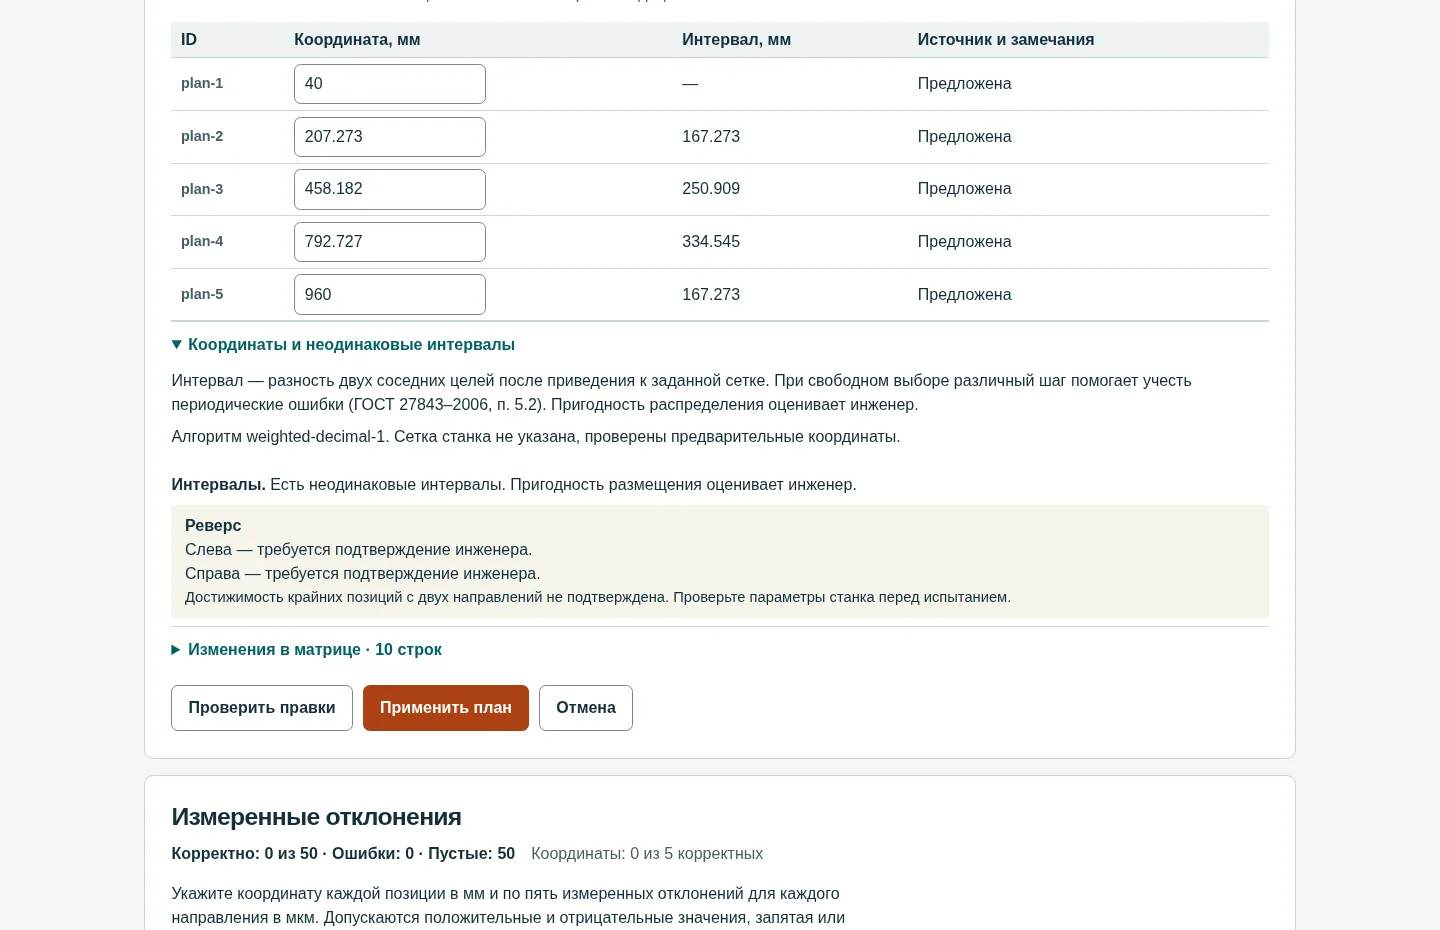 ID Координата, мм Интервал, мм Источник и замечания
plan-1 40 — Предложена
plan-2 207.273 167.273 Предложена
plan-3 458.182 250.909 Предложена
plan-4 792.727 334.545 Предложена
plan-5 960 167.273 Предложена
▼ Координаты и неодинаковые интервалы
Интервал — разность двух соседних целей после приведения к заданной сетке. При свободном выборе различный шаг помогает учесть
периодические ошибки (ГОСТ 27843–2006, п. 5.2). Пригодность распределения оценивает инженер.
Алгоритм weighted-decimal-1. Сетка станка не указана, проверены предварительные координаты.
Интервалы. Есть неодинаковые интервалы. Пригодность размещения оценивает инженер.
Реверс
Слева — требуется подтверждение инженера.
Справа — требуется подтверждение инженера.
Достижимость крайних позиций с двух направлений не подтверждена. Проверьте параметры станка перед испытанием.
▶ Изменения в матрице · 10 строк
Проверить правки Применить план Отмена
Измеренные отклонения
Корректно: 0 из 50 · Ошибки: 0 · Пустые: 50 Координаты: 0 из 5 корректных
Укажите координату каждой позиции в мм и по пять измеренных отклонений для каждого
направления в мкм. Допускаются положительные и отрицательные значения, запятая или